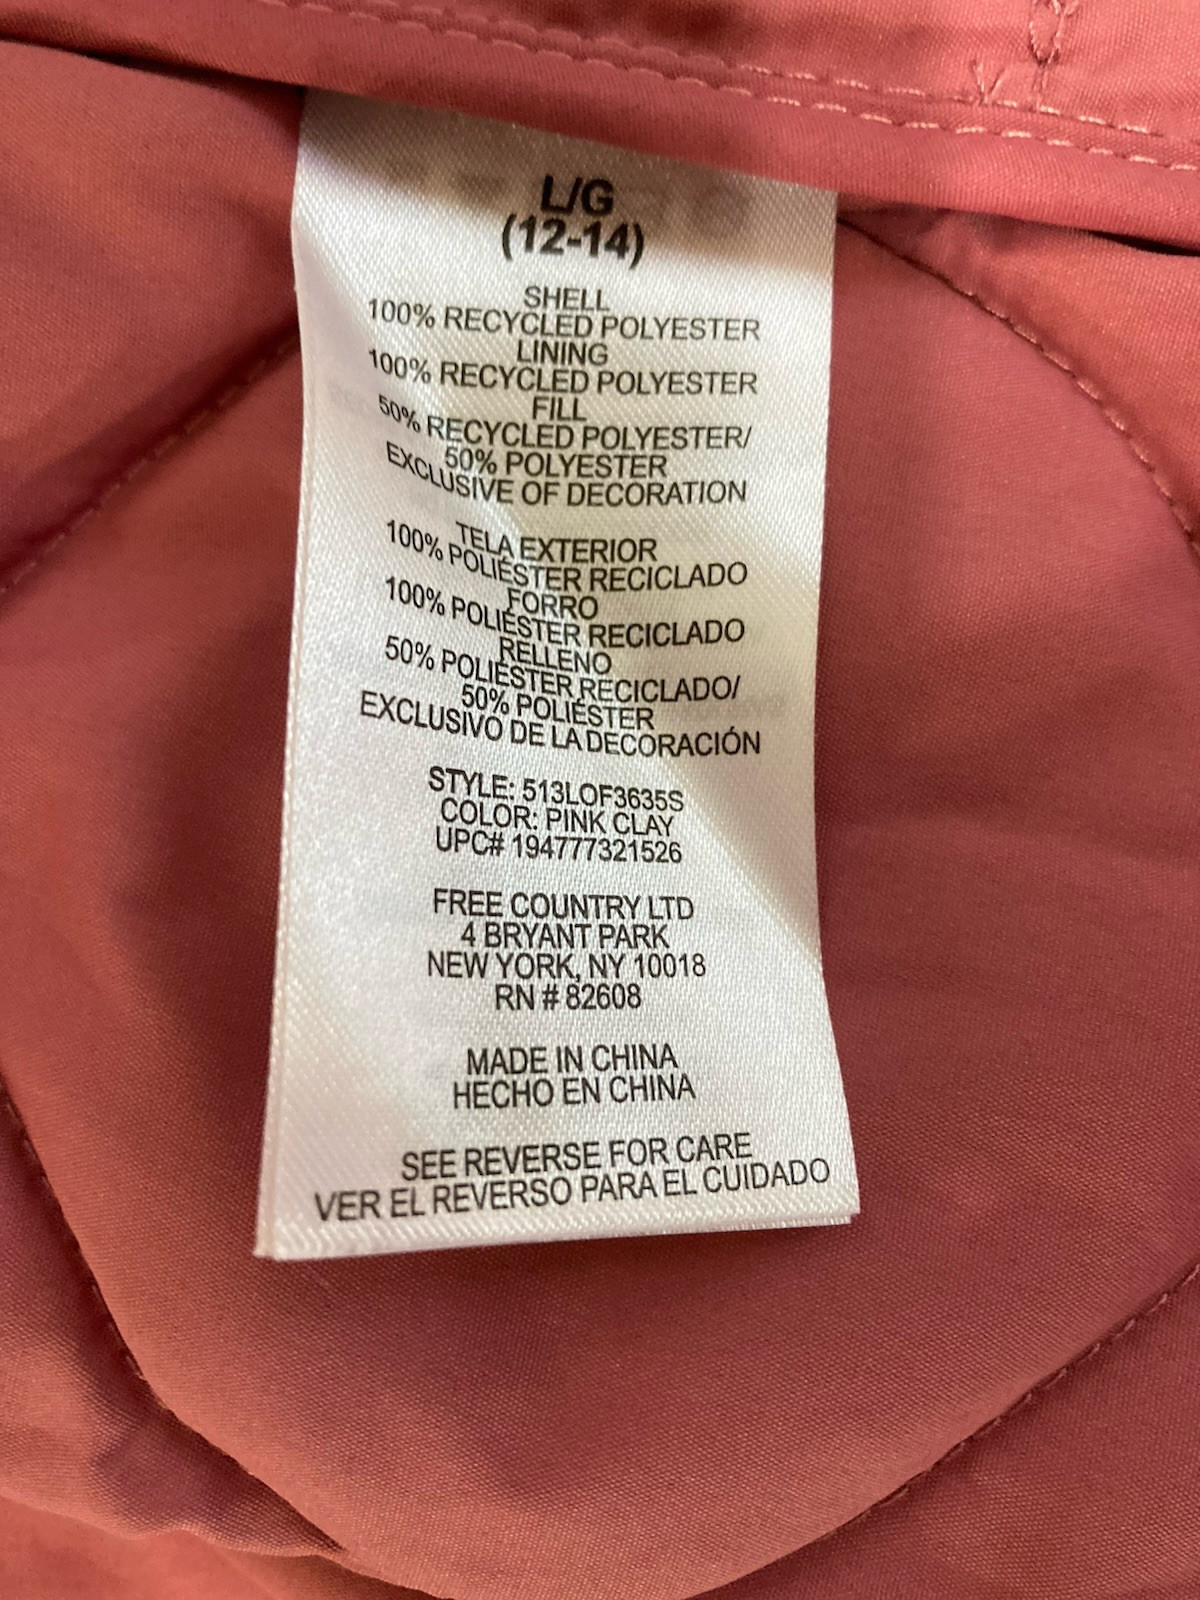 L/G
(12-14)
SHELL
100% RECYCLED POLYESTER
LINING
100% RECYCLED POLYESTER
FILL
50% RECYCLED POLYESTER/
50% POLYESTER
EXCLUSIVE OF DECORATION
TELA EXTERIOR
100% POLIÉSTER RECICLADO
FORRO
100% POLIÉSTER RECICLADO
RELLENO
50% POLIÉSTER RECICLADO/
50% POLIÉSTER
EXCLUSIVO DE LA DECORACIÓN
STYLE: 513LOF3635S
COLOR: PINK CLAY
UPC# 194777321526
FREE COUNTRY LTD
4 BRYANT PARK
NEW YORK, NY 10018
RN # 82608
MADE IN CHINA
HECHO EN CHINA
SEE REVERSE FOR CARE
VER EL REVERSO PARA EL CUIDADO